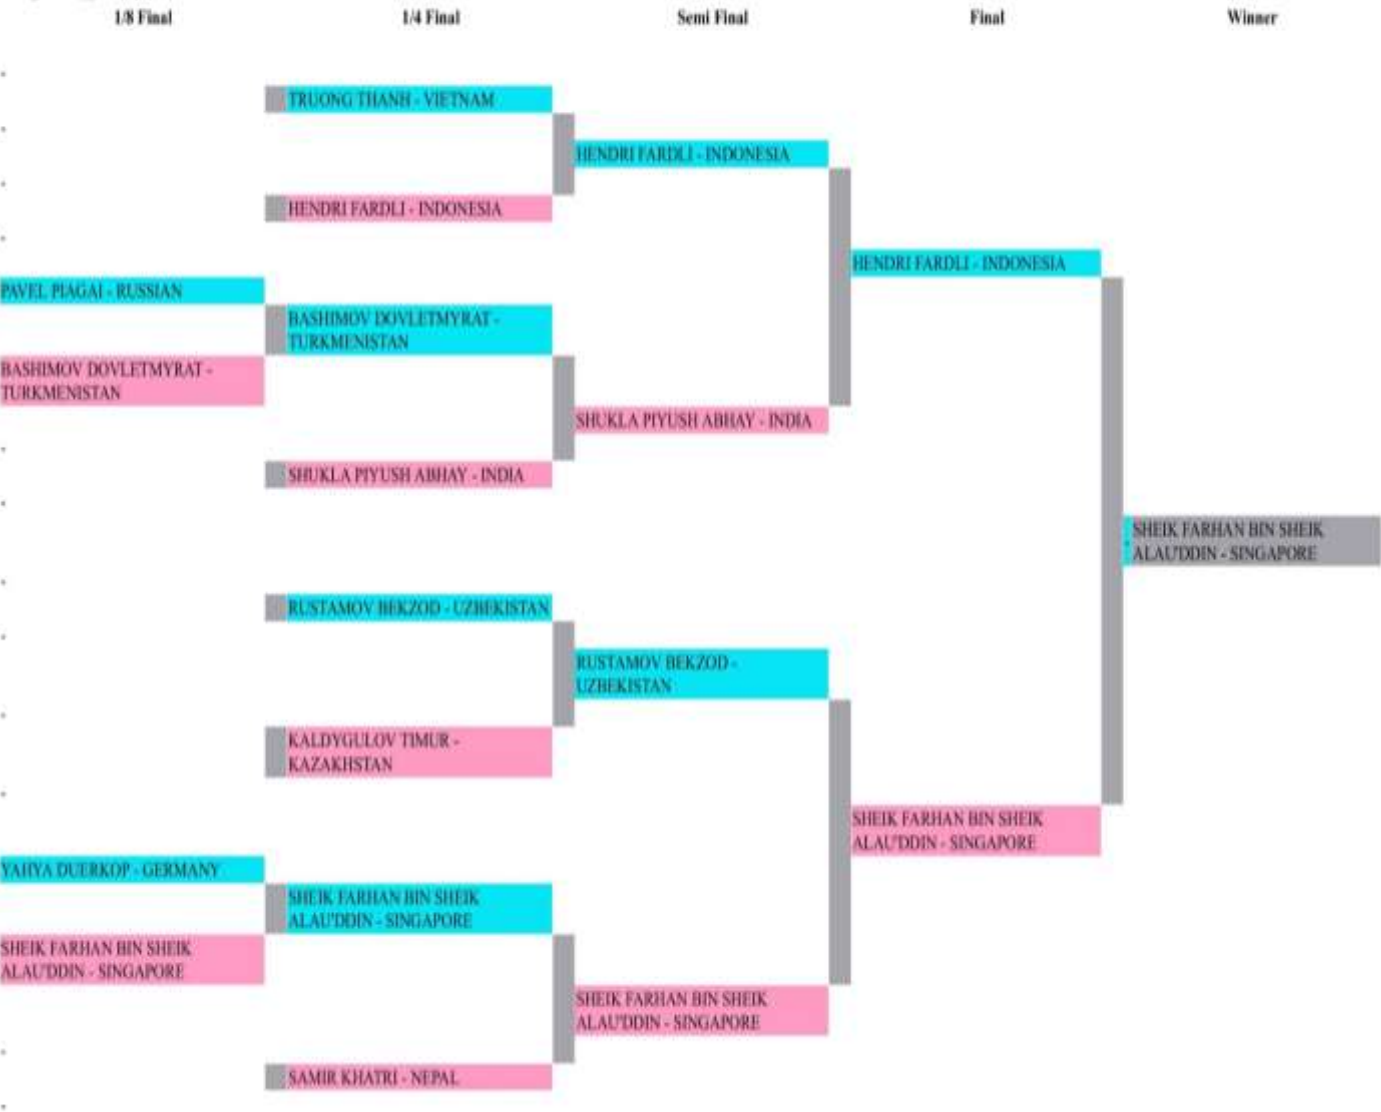 1/8 Final
1/4 Final
Semi Final
Final
Winner
TRUONG THANH - VIETNAM
HENDRI FARDLI - INDONESIA
HENDRI FARDLI - INDONESIA
HENDRI FARDLI - INDONESIA
PAVEL PIAGAI - RUSSIAN
BASHIMOV DOVLETMYRAT -
TURKMENISTAN
BASHIMOV DOVLETMYRAT -
TURKMENISTAN
SHUKLA PIYUSH ABHAY - INDIA
SHUKLA PIYUSH ABHAY - INDIA
SHEIK FARHAN BIN SHEIK
ALAU'DDIN - SINGAPORE
RUSTAMOV BEKZOD - UZBEKISTAN
RUSTAMOV BEKZOD -
UZBEKISTAN
KALDYGULOV TIMUR -
KAZAKHSTAN
SHEIK FARHAN BIN SHEIK
ALAU'DDIN - SINGAPORE
YAHYA DUERKOP - GERMANY
SHEIK FARHAN BIN SHEIK
ALAU'DDIN - SINGAPORE
SHEIK FARHAN BIN SHEIK
ALAU'DDIN - SINGAPORE
SHEIK FARHAN BIN SHEIK
ALAU'DDIN - SINGAPORE
SAMIR KHATRI - NEPAL